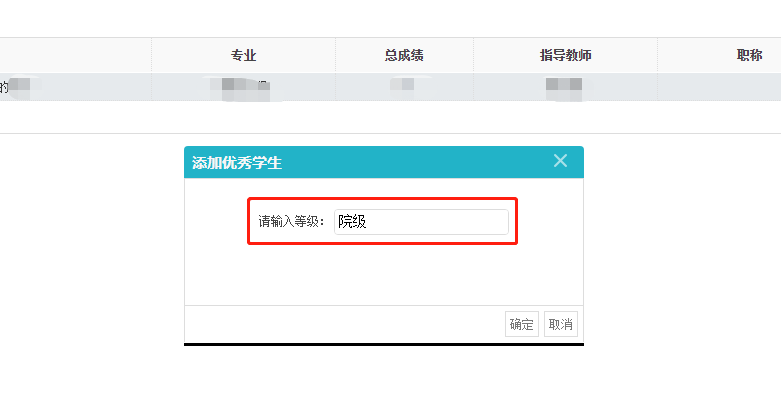 专业 总成绩 指导教师 职称
的
添加优秀学生
请输入等级： 院级
确定 取消